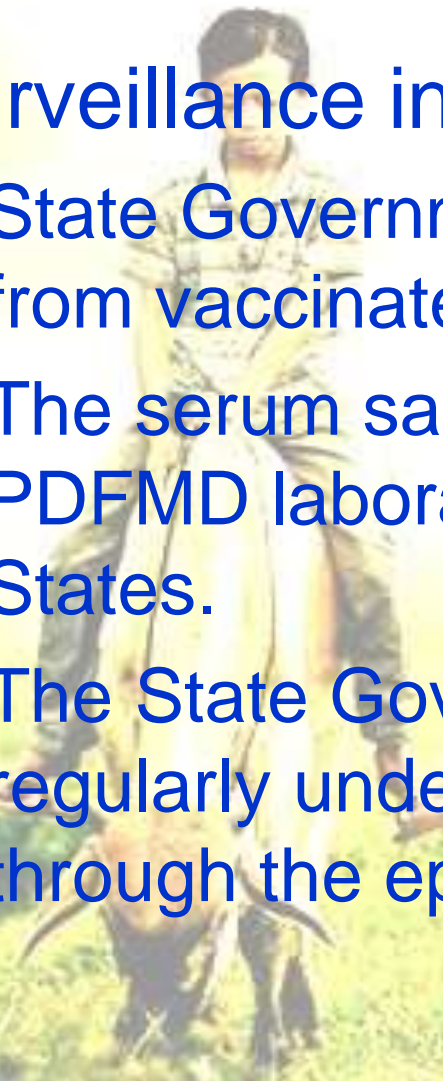 rveillance in
State Governm
from vaccinate
The serum sa
PDFMD labora
States.
The State Gov
regularly unde
through the ep